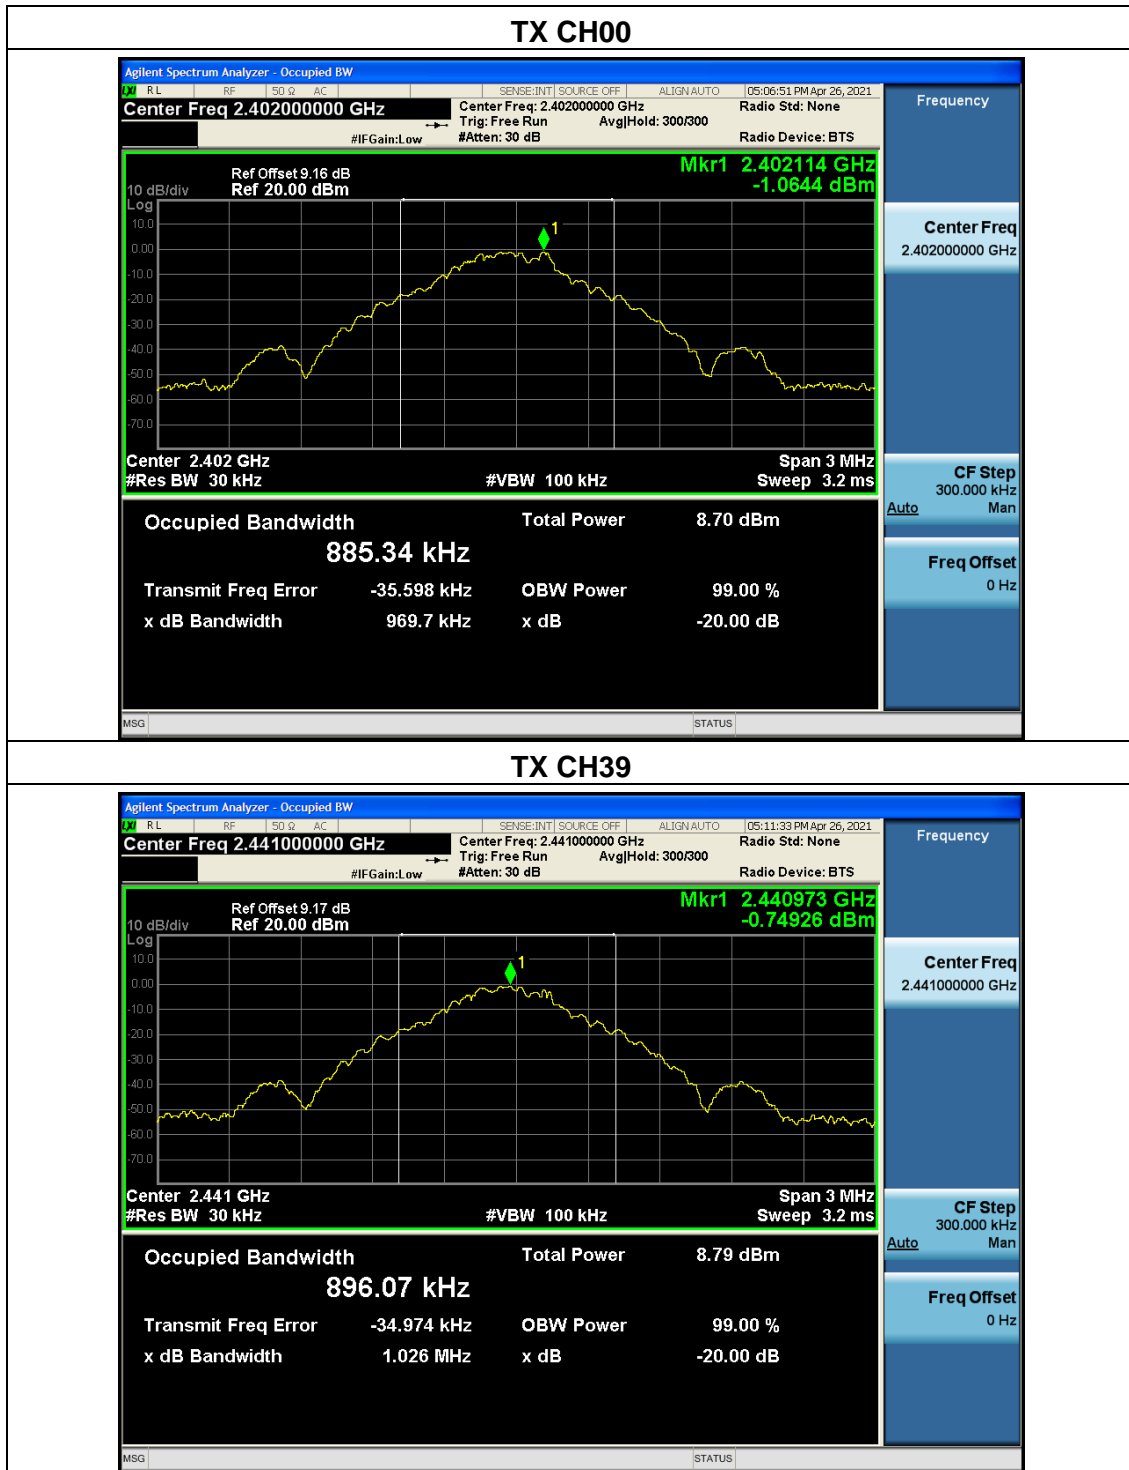 TX CH00
Agilent Spectrum Analyzer - Occupied BW
LXI RL RF 50 Ω AC SENSE:INT SOURCE OFF ALIGN AUTO 05:06:51 PM Apr 26, 2021
Center Freq 2.402000000 GHz Center Freq: 2.402000000 GHz Radio Std: None Frequency
Trig: Free Run Avg|Hold: 300/300
#IFGain:Low #Atten: 30 dB Radio Device: BTS
Mkr1 2.402114 GHz
Ref Offset 9.16 dB
10 dB/div Ref 20.00 dBm -1.0644 dBm
Log
10.0
1
Center Freq
2.402000000 GHz
0.00
-10.0
-20.0
-30.0
-40.0
-50.0
-60.0
-70.0
Center 2.402 GHz Span 3 MHz
#Res BW 30 kHz #VBW 100 kHz Sweep 3.2 ms
CF Step
300.000 kHz
Auto Man
Occupied Bandwidth Total Power 8.70 dBm
885.34 kHz
Freq Offset
0 Hz
Transmit Freq Error -35.598 kHz OBW Power 99.00 %
x dB Bandwidth 969.7 kHz x dB -20.00 dB
MSG STATUS
TX CH39
Agilent Spectrum Analyzer - Occupied BW
LXI RL RF 50 Ω AC SENSE:INT SOURCE OFF ALIGN AUTO 05:11:33 PM Apr 26, 2021
Center Freq 2.441000000 GHz Center Freq: 2.441000000 GHz Radio Std: None Frequency
Trig: Free Run Avg|Hold: 300/300
#IFGain:Low #Atten: 30 dB Radio Device: BTS
Mkr1 2.440973 GHz
Ref Offset 9.17 dB
10 dB/div Ref 20.00 dBm -0.74926 dBm
Log
10.0
1
Center Freq
2.441000000 GHz
0.00
-10.0
-20.0
-30.0
-40.0
-50.0
-60.0
-70.0
Center 2.441 GHz Span 3 MHz
#Res BW 30 kHz #VBW 100 kHz Sweep 3.2 ms
CF Step
300.000 kHz
Auto Man
Occupied Bandwidth Total Power 8.79 dBm
896.07 kHz
Freq Offset
0 Hz
Transmit Freq Error -34.974 kHz OBW Power 99.00 %
x dB Bandwidth 1.026 MHz x dB -20.00 dB
MSG STATUS